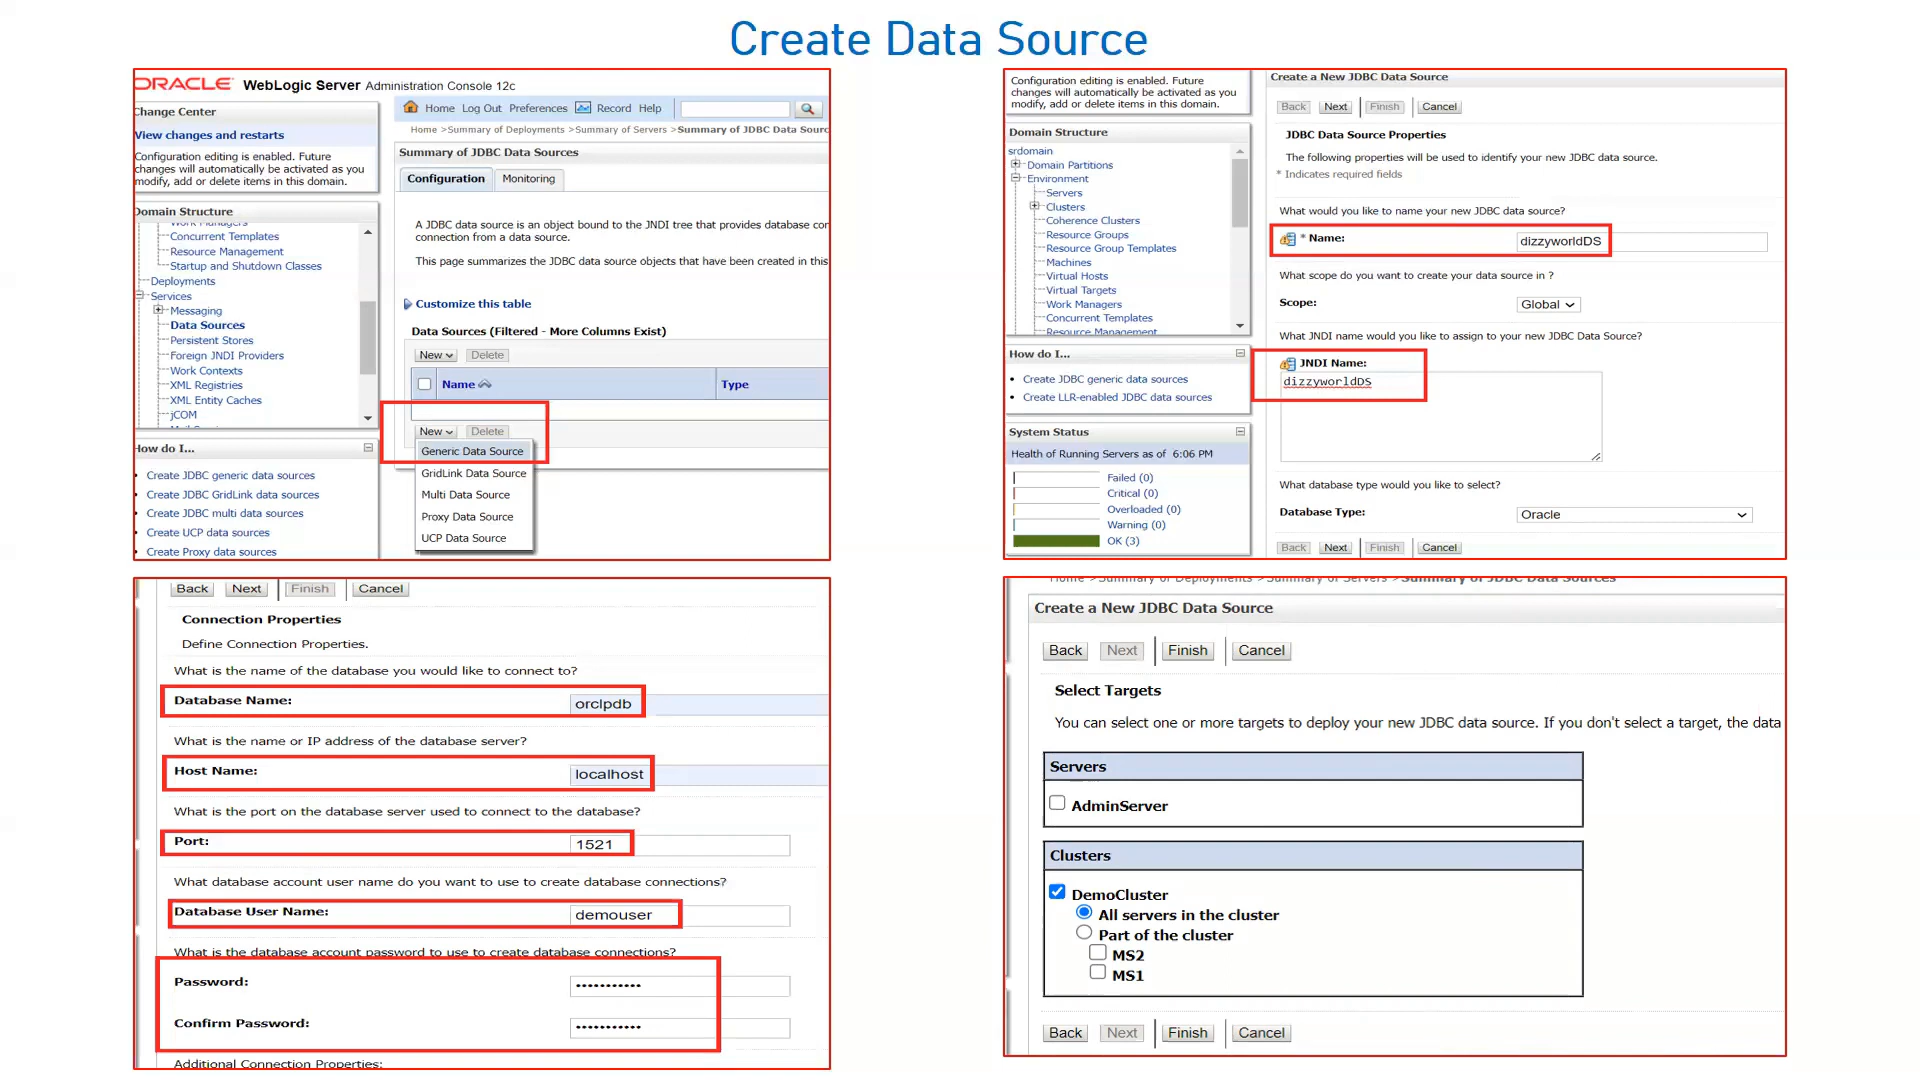 Create Data Source
ORACLE WebLogic Server Administration Console 12c
Change Center
View changes and restarts
Configuration editing is enabled. Future
changes will automatically be activated as you
modify, add or delete items in this domain.
Domain Structure
Work Managers
Concurrent Templates
Resource Management
Startup and Shutdown Classes
Deployments
Services
Messaging
Data Sources
Persistent Stores
Foreign JNDI Providers
Work Contexts
XML Registries
XML Entity Caches
jCOM
How do I...
Create JDBC generic data sources
Create JDBC GridLink data sources
Create JDBC multi data sources
Create UCP data sources
Create Proxy data sources
Home Log Out Preferences Record Help
Home >Summary of Deployments >Summary of Servers >Summary of JDBC Data Sourc
Summary of JDBC Data Sources
Configuration Monitoring
A JDBC data source is an object bound to the JNDI tree that provides database cor
connection from a data source.
This page summarizes the JDBC data source objects that have been created in this
Customize this table
Data Sources (Filtered - More Columns Exist)
New Delete
Name Type
New Delete
Generic Data Source
GridLink Data Source
Multi Data Source
Proxy Data Source
UCP Data Source
Configuration editing is enabled. Future
changes will automatically be activated as you
modify, add or delete items in this domain.
Domain Structure
srdomain
Domain Partitions
Environment
Servers
Clusters
Coherence Clusters
Resource Groups
Resource Group Templates
Machines
Virtual Hosts
Virtual Targets
Work Managers
Concurrent Templates
Resource Management
How do I...
Create JDBC generic data sources
Create LLR-enabled JDBC data sources
System Status
Health of Running Servers as of 6:06 PM
Failed (0)
Critical (0)
Overloaded (0)
Warning (0)
OK (3)
Create a New JDBC Data Source
Back Next Finish Cancel
JDBC Data Source Properties
The following properties will be used to identify your new JDBC data source.
* Indicates required fields
What would you like to name your new JDBC data source?
* Name: dizzyworldDS
What scope do you want to create your data source in ?
Scope: Global
What JNDI name would you like to assign to your new JDBC Data Source?
JNDI Name:
dizzyworldDS
What database type would you like to select?
Database Type: Oracle
Back Next Finish Cancel
Back Next Finish Cancel
Connection Properties
Define Connection Properties.
What is the name of the database you would like to connect to?
Database Name: orclpdb
What is the name or IP address of the database server?
Host Name: localhost
What is the port on the database server used to connect to the database?
Port: 1521
What database account user name do you want to use to create database connections?
Database User Name: demouser
What is the database account password to use to create database connections?
Password: •••••••••••
Confirm Password: •••••••••••
Additional Connection Properties:
Home >Summary of Deployments >Summary of Servers >Summary of JDBC Data Sources
Create a New JDBC Data Source
Back Next Finish Cancel
Select Targets
You can select one or more targets to deploy your new JDBC data source. If you don't select a target, the data
Servers
AdminServer
Clusters
DemoCluster
All servers in the cluster
Part of the cluster
MS2
MS1
Back Next Finish Cancel